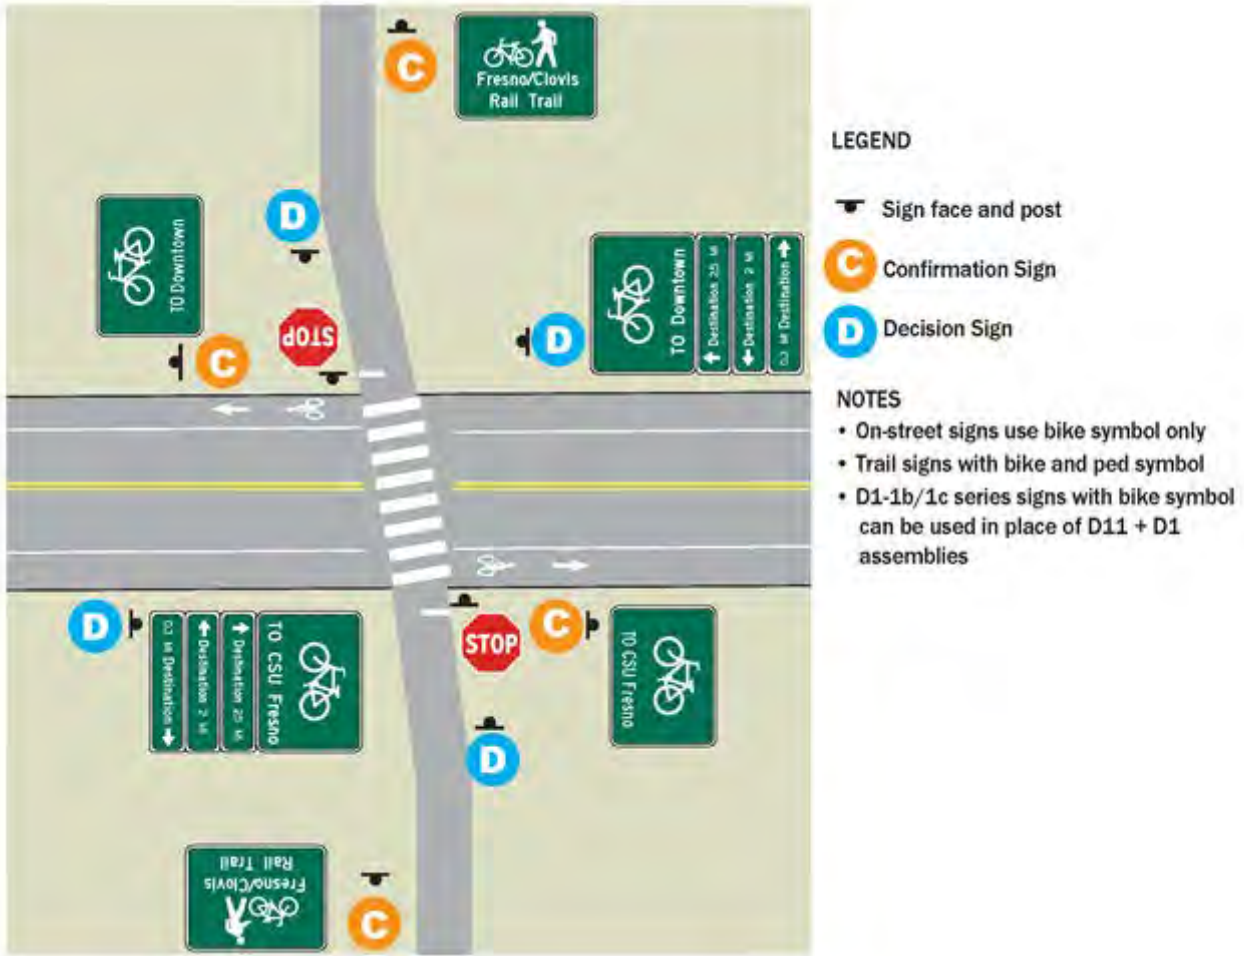 C
Fresno/Clovis
Rail Trail
D
TO Downtown
STOP
C
D
TO Downtown
Destination 25 MI
Destination 2 MI
0.2 MI Destination
LEGEND
Sign face and post
C Confirmation Sign
D Decision Sign
NOTES
• On-street signs use bike symbol only
• Trail signs with bike and ped symbol
• D1-1b/1c series signs with bike symbol
can be used in place of D11 + D1
assemblies
D
TO CSU Fresno
Destination 25 MI
Destination 2 MI
0.2 MI Destination
STOP
C
TO CSU Fresno
D
Fresno/Clovis
Rail Trail
C